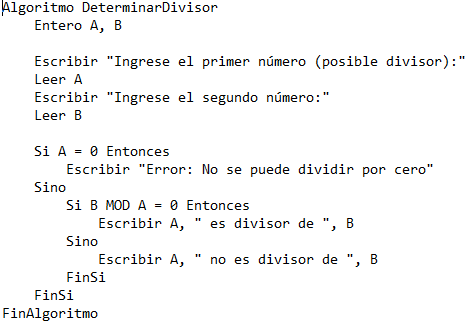 Algoritmo DeterminarDivisor
    Entero A, B

    Escribir "Ingrese el primer número (posible divisor):"
    Leer A
    Escribir "Ingrese el segundo número:"
    Leer B

    Si A = 0 Entonces
        Escribir "Error: No se puede dividir por cero"
    Sino
        Si B MOD A = 0 Entonces
            Escribir A, " es divisor de ", B
        Sino
            Escribir A, " no es divisor de ", B
        FinSi
    FinSi
FinAlgoritmo